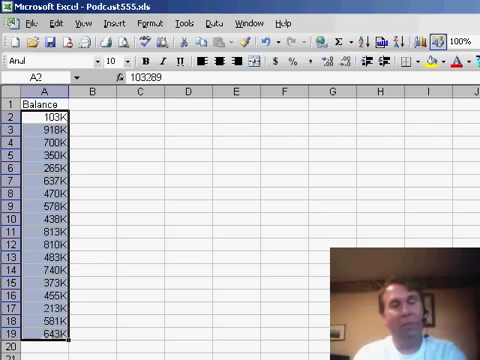 Microsoft Excel - Podcast555.xls
File Edit View Insert Format Tools Data Window Help
Σ 100%
Arial 10 B I U $ %
A2 fx 103289
A B C D E F G H I J
1 Balance
2 103K
3 918K
4 700K
5 350K
6 265K
7 637K
8 470K
9 578K
10 438K
11 813K
12 810K
13 483K
14 740K
15 373K
16 455K
17 213K
18 581K
19 643K
20
21